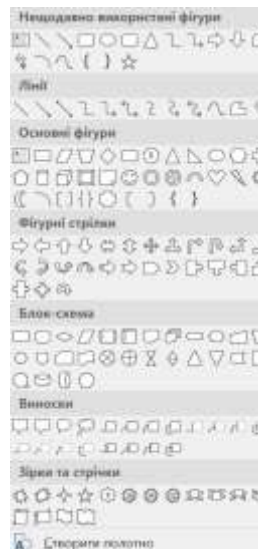 Нещодавно використані фігури
Лінії
Основні фігури
Фігурні стрілки
Блок-схема
Виноски
Зірки та стрічки
Створити полотно